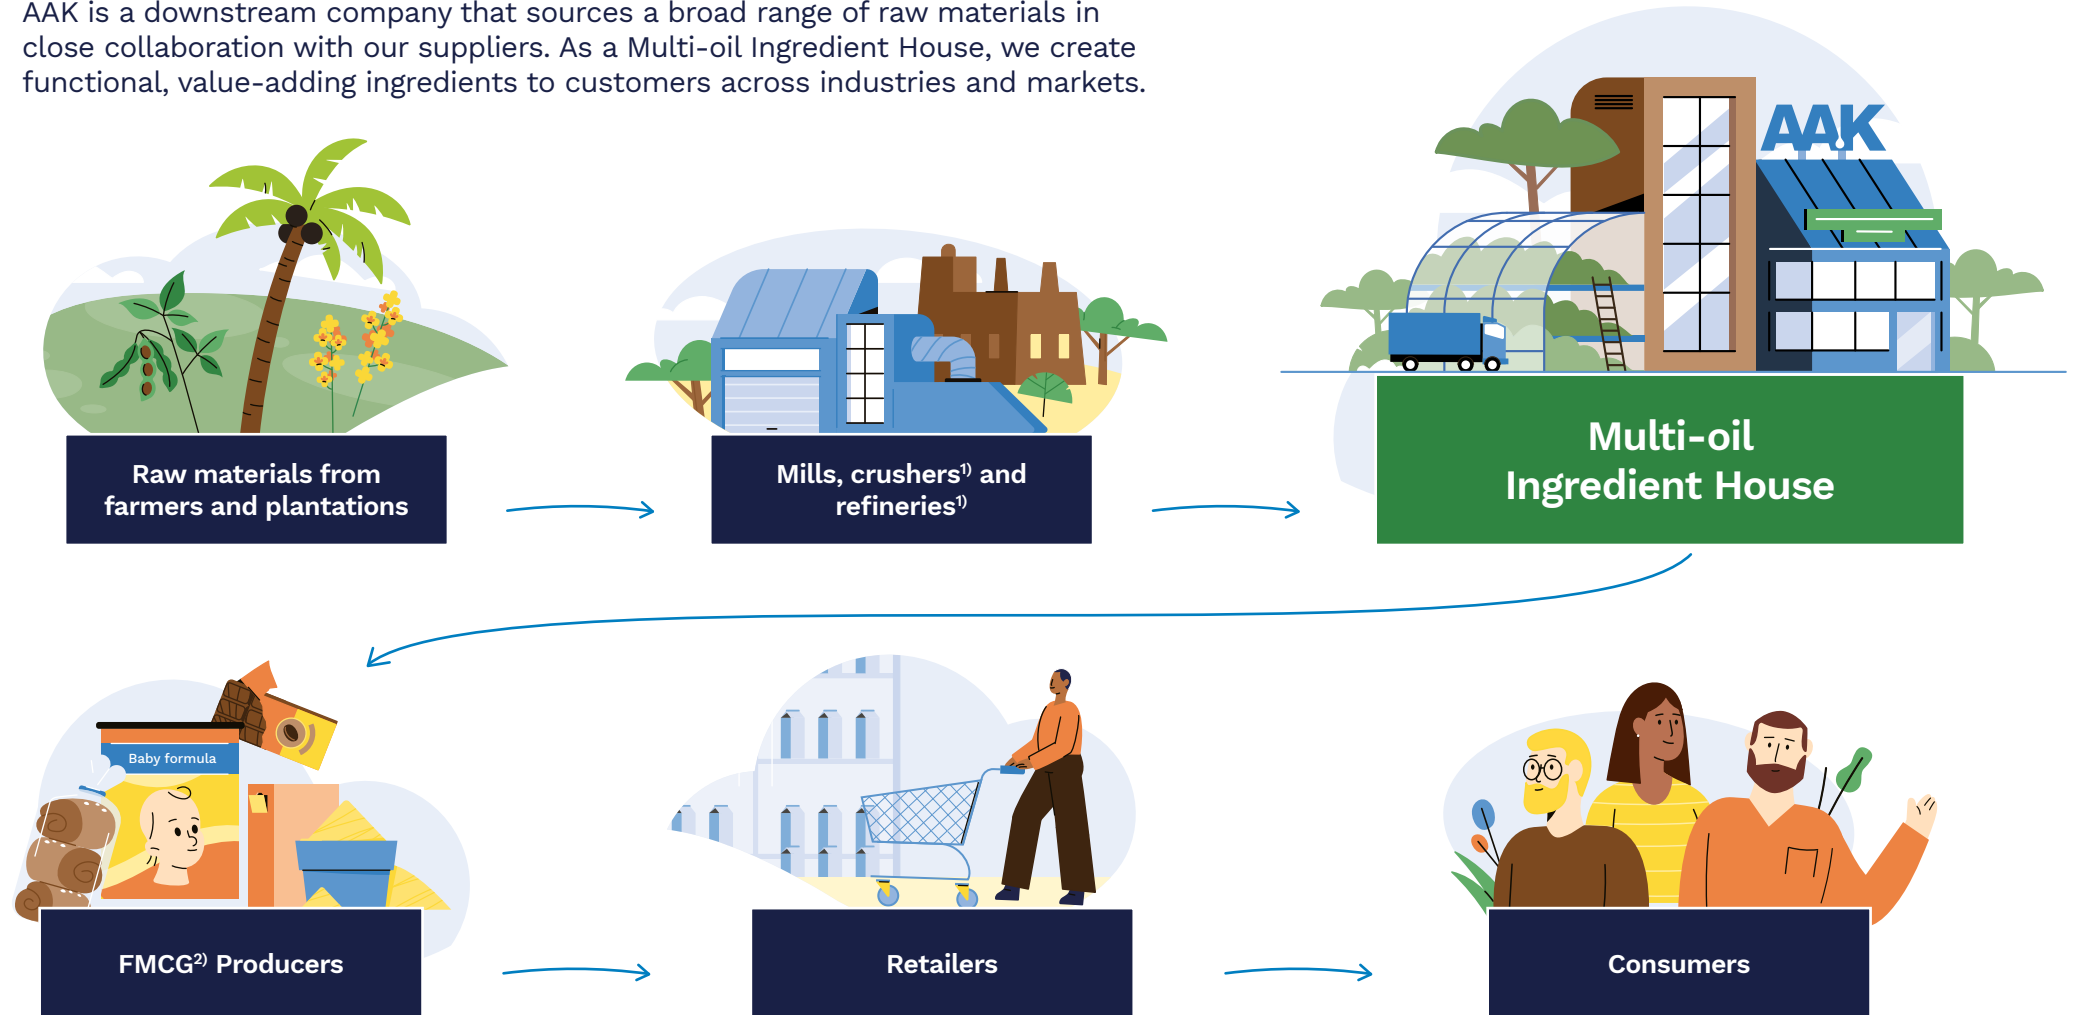 AAK is a downstream company that sources a broad range of raw materials in
close collaboration with our suppliers. As a Multi-oil Ingredient House, we create
functional, value-adding ingredients to customers across industries and markets.
AAK
Raw materials from
farmers and plantations
Mills, crushers¹⁾ and
refineries¹⁾
Multi-oil
Ingredient House
Baby formula
FMCG²⁾ Producers
Retailers
Consumers